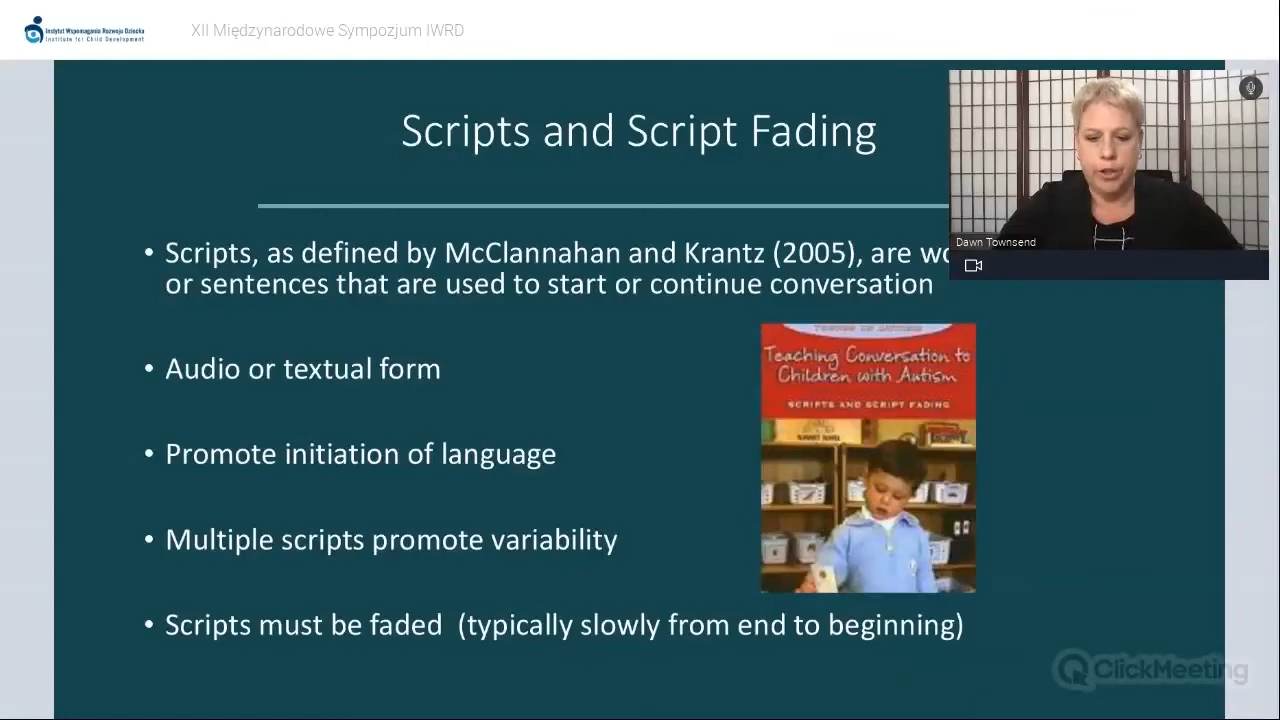 Instytut Wspomagania Rozwoju Dziecka
Institute for Child Development
XII Międzynarodowe Sympozjum IWRD
Scripts and Script Fading
Dawn Townsend
• Scripts, as defined by McClannahan and Krantz (2005), are
or sentences that are used to start or continue conversation
• Audio or textual form
TOPICS IN AUTISM
Teaching Conversation to
Children with Autism
SCRIPTS AND SCRIPT FADING
• Promote initiation of language
• Multiple scripts promote variability
• Scripts must be faded (typically slowly from end to beginning)
ClickMeeting